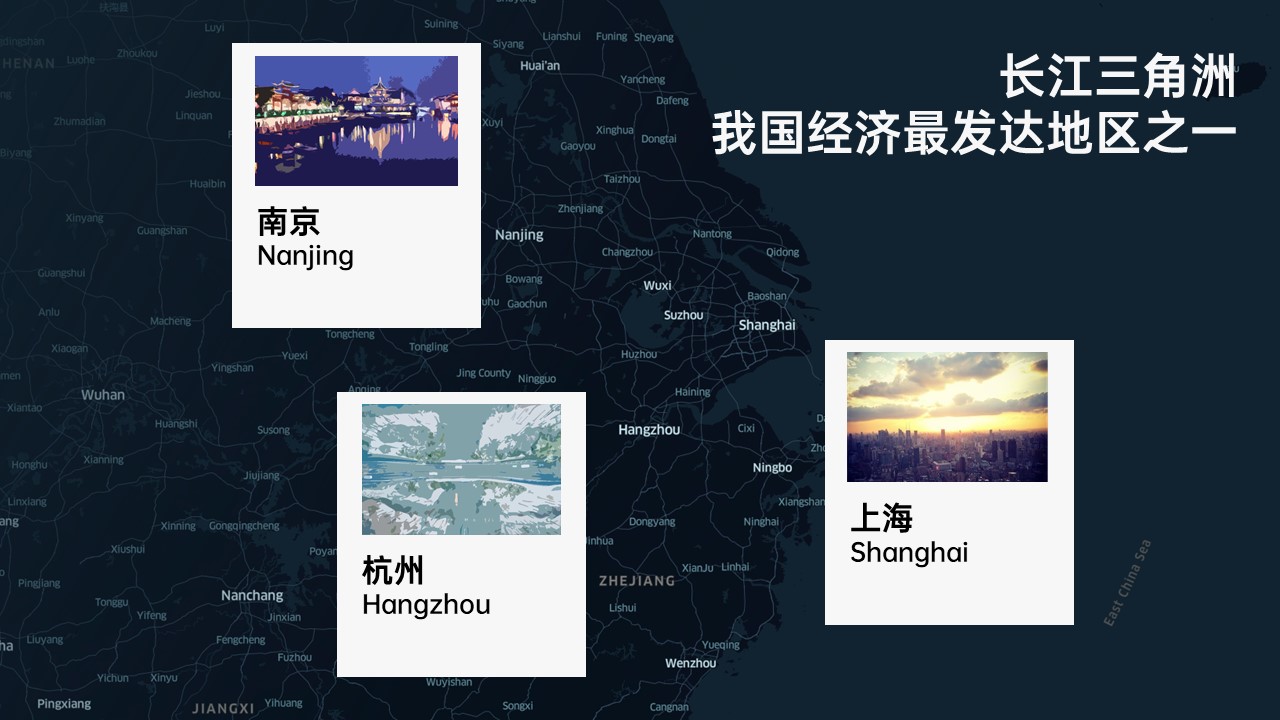 长江三角洲
我国经济最发达地区之一
南京
Nanjing
杭州
Hangzhou
上海
Shanghai
Suining
Luyi
Siyang
Lianshui
Funing
Sheyang
HENAN
Luohe
Zhoukou
Huai'an
Yancheng
Jieshou
Dafeng
Linquan
Zhumadian
Xuyi
Xinghua
Dongtai
Gaoyou
Biyang
Huaibin
Taizhou
Xinyang
Zhenjiang
Guangshan
Nanjing
Nantong
Changzhou
Qidong
Guangshui
Bowang
Wuxi
Baoshan
Gaochun
Anlu
Macheng
Suzhou
Shanghai
Tongcheng
Xiaogan
Yuexi
Tongling
Huzhou
Yingshan
Jing County
Ningguo
Anqing
Haining
Wuhan
Xiantao
Huangshi
Susong
Hangzhou
Cixi
Honghu
Xianning
Jiujiang
Ningbo
Linxiang
Xiangshan
Xinning
Gongqingcheng
Dongyang
Ninghai
Xiushui
XianJu
Linhai
Pingjiang
ZHEJIANG
Nanchang
Tonggu
Yifeng
Jinxian
Lishui
East China Sea
Liuyang
Fengcheng
Yueqing
Fuzhou
Wenzhou
Yichun
Xinyu
Wuyishan
Pingxiang
JIANGXI
Yihuang
Songxi
Cangnan